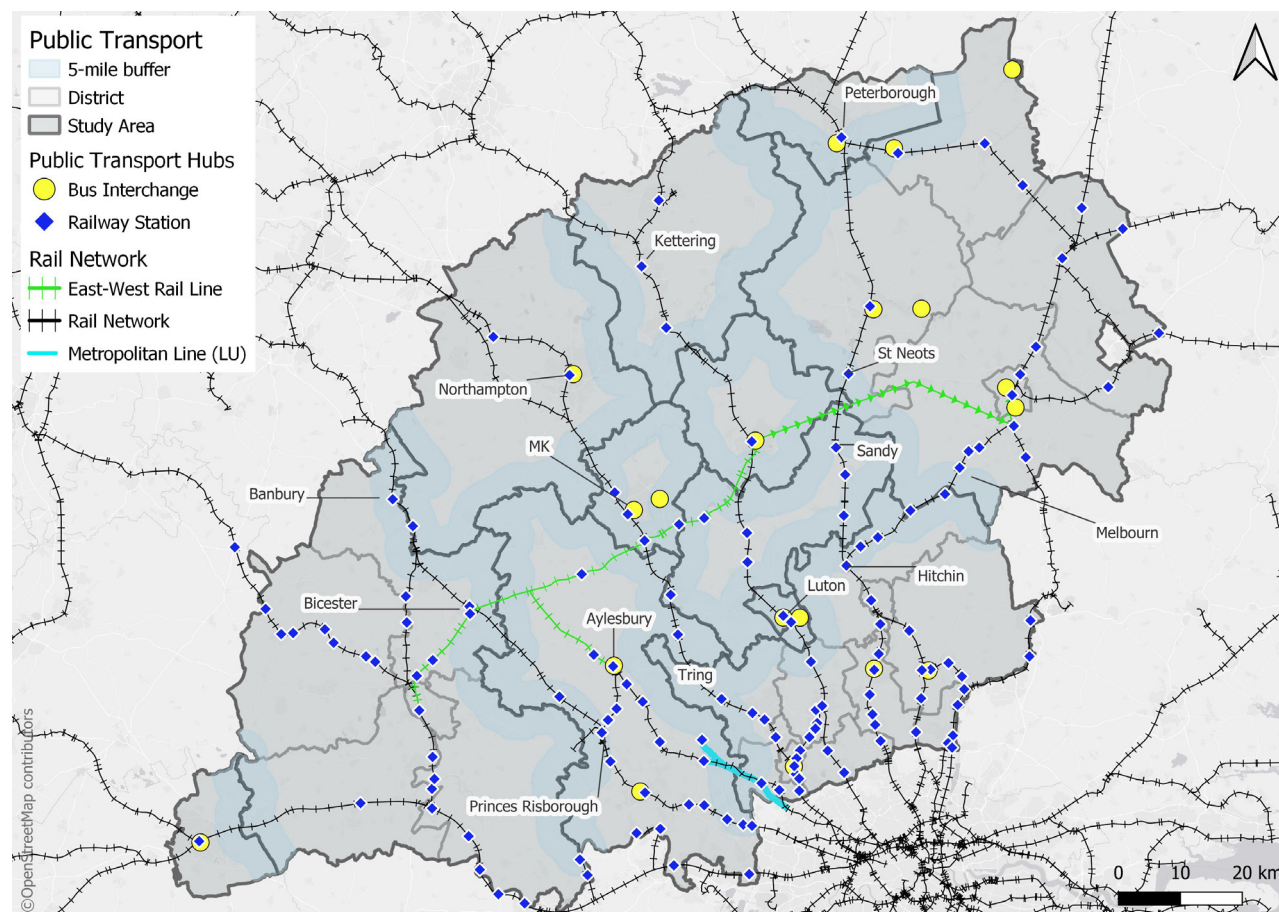 Public Transport
5-mile buffer
District
Study Area
Public Transport Hubs
Bus Interchange
Railway Station
Rail Network
East-West Rail Line
Rail Network
Metropolitan Line (LU)
Peterborough
Kettering
St Neots
Northampton
MK
Sandy
Banbury
Melbourn
Hitchin
Bicester
Luton
Aylesbury
Tring
Princes Risborough
©OpenStreetMap contributors
0 10 20 km